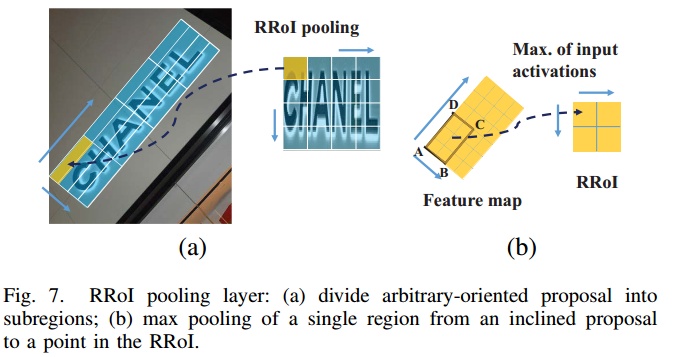 RRoI pooling
CHANEL
CHANEL
Max. of input
activations
D
C
A
B
RRoI
Feature map
(a)
(b)
Fig. 7. RRoI pooling layer: (a) divide arbitrary-oriented proposal into
subregions; (b) max pooling of a single region from an inclined proposal
to a point in the RRoI.